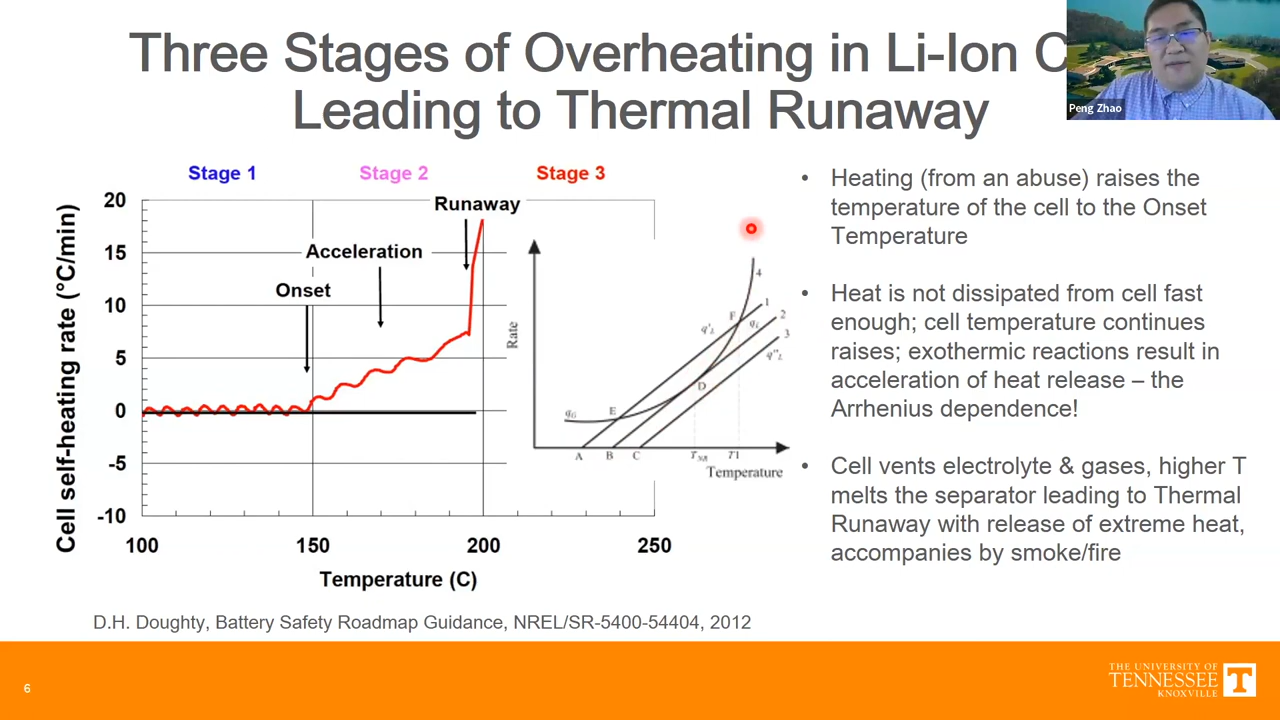 Three Stages of Overheating in Li-Ion C
Leading to Thermal Runaway
Peng Zhao
Stage 1
Stage 2
Stage 3
Cell self-heating rate (°C/min)
20
15
10
5
0
-5
-10
100
150
200
250
Temperature (C)
Onset
Acceleration
Runaway
Rate
Temperature
qG
E
D
F
q'L
qL
q"L
1
2
3
4
A
B
C
TNR
T1
• Heating (from an abuse) raises the
temperature of the cell to the Onset
Temperature
• Heat is not dissipated from cell fast
enough; cell temperature continues
raises; exothermic reactions result in
acceleration of heat release – the
Arrhenius dependence!
• Cell vents electrolyte & gases, higher T
melts the separator leading to Thermal
Runaway with release of extreme heat,
accompanies by smoke/fire
D.H. Doughty, Battery Safety Roadmap Guidance, NREL/SR-5400-54404, 2012
6
THE UNIVERSITY OF
TENNESSEE
KNOXVILLE
T